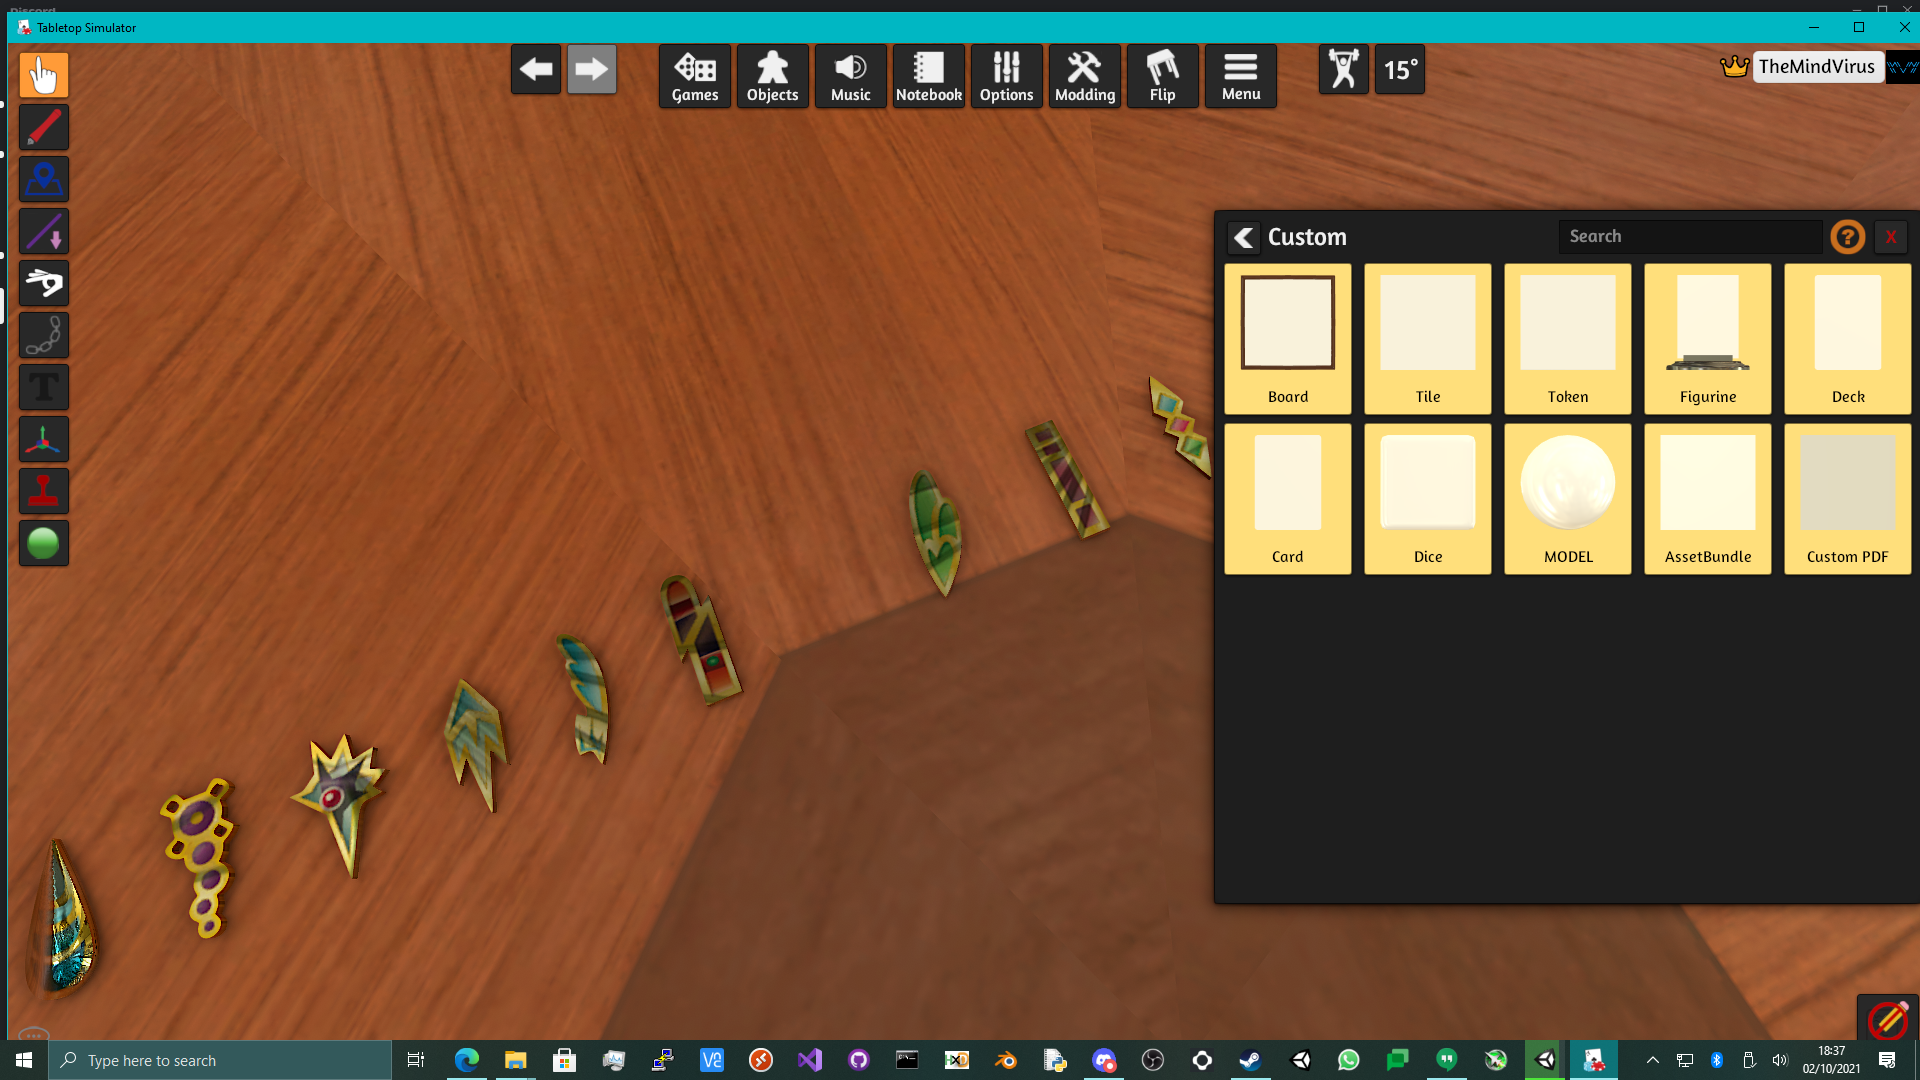 Discord
Tabletop Simulator
Games
Objects
Music
Notebook
Options
Modding
Flip
Menu
15°
TheMindVirus
T
Custom
Search
?
X
Board
Tile
Token
Figurine
Deck
Card
Dice
MODEL
AssetBundle
Custom PDF
Type here to search
18:37
02/10/2021